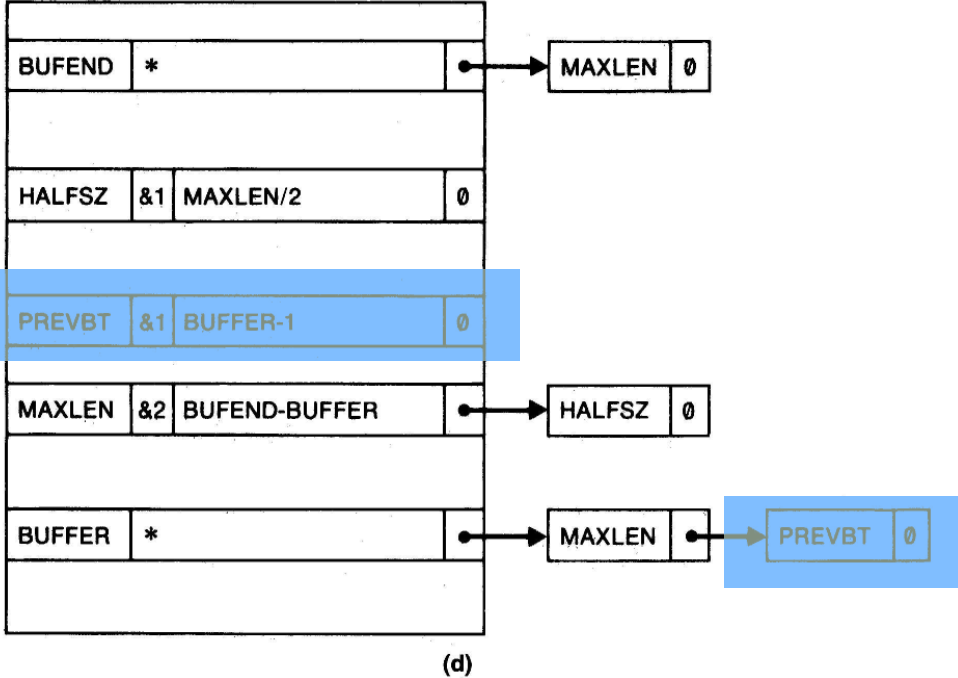 BUFEND * MAXLEN 0
HALFSZ &1 MAXLEN/2 0
PREVBT &1 BUFFER-1 0
MAXLEN &2 BUFEND-BUFFER HALFSZ 0
BUFFER * MAXLEN PREVBT 0
(d)